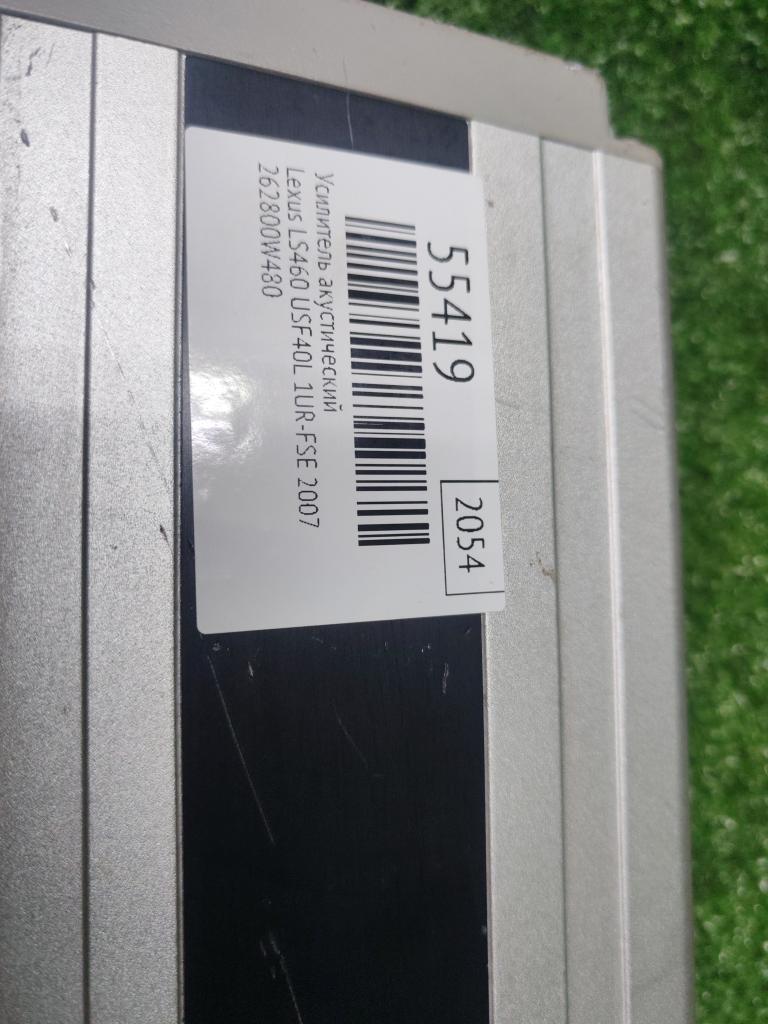 55419
2054
Усилитель акустический
Lexus LS460 USF40L 1UR-FSE 2007
262800W480